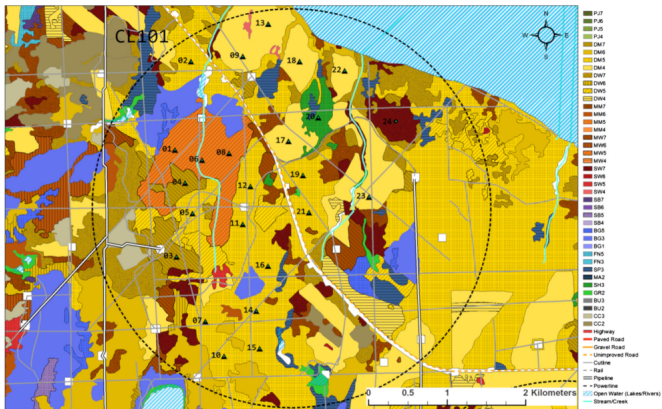 CL101
13
02
09
18
22
20
24
17
01
06
08
19
04
12
23
05
21
11
03
16
14
07
10
15
N
W
E
S
0
1
2 Kilometers
PJ7
PJ6
PJ5
PJ4
DM7
DM6
DM5
DM4
DW7
DW6
DW5
DW4
MM7
MM6
MM5
MM4
MW7
MW6
MW5
MW4
SW7
SW6
SW5
SW4
SB7
SB6
SB5
SB4
BG5
BG3
BG1
FN5
FN3
SP3
MA2
SH3
GR2
BU3
BU2
CC3
CC2
Highway
Paved Road
Gravel Road
Unimproved Road
Cutline
Rail
Pipeline
Powerline
Open Water (Lakes/Rivers)
Stream/Creek